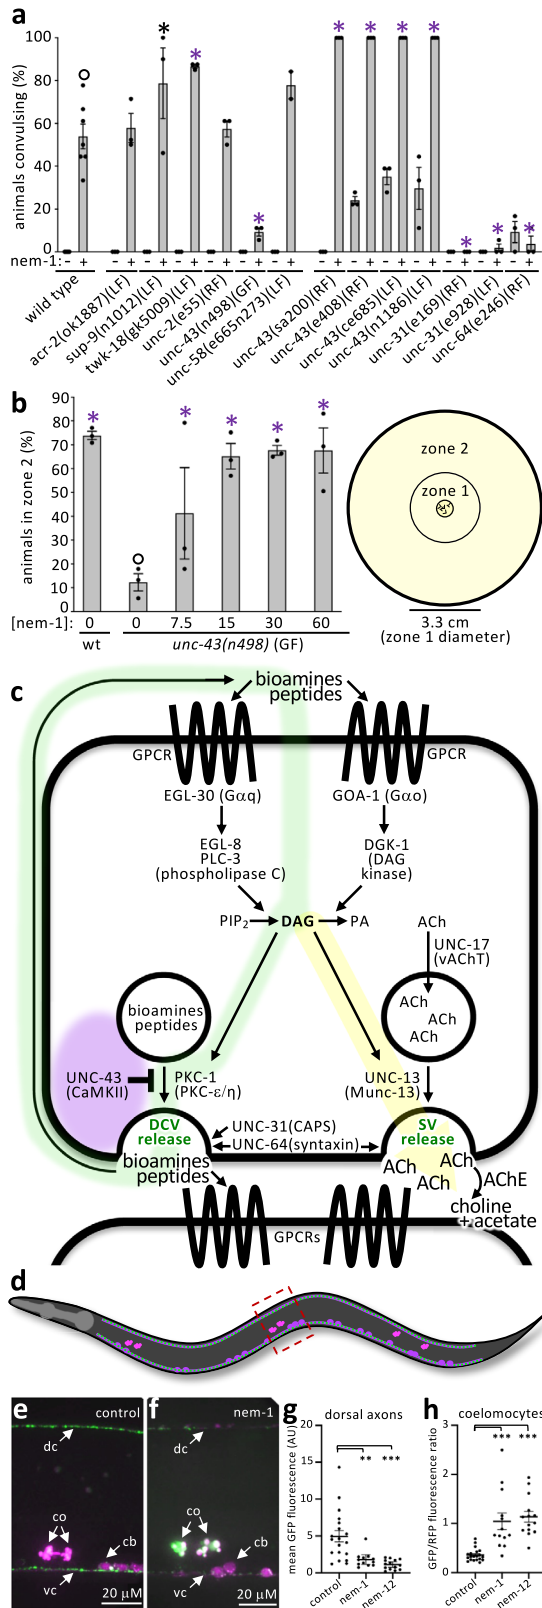 a
animals convulsing (%)
100
80
60
40
20
0
nem-1: - + - + - + - + - + - + - + - + - + - + - + - + - + - +
wild type
acr-2(ok1887)(LF)
sup-9(n1012)(LF)
twk-18(gk5009)(LF)
unc-2(e55)(RF)
unc-43(n498)(GF)
unc-58(e665n273)(LF)
unc-43(sa200)(RF)
unc-43(e408)(RF)
unc-43(ce685)(LF)
unc-43(n1186)(LF)
unc-31(e169)(RF)
unc-31(e928)(LF)
unc-64(e246)(RF)
b
animals in zone 2 (%)
90
80
70
60
50
40
30
20
10
0
[nem-1]: 0 0 7.5 15 30 60
wt
unc-43(n498) (GF)
zone 2
zone 1
3.3 cm
(zone 1 diameter)
c
bioamines
peptides
GPCR
GPCR
EGL-30 (Gαq)
GOA-1 (Gαo)
EGL-8
PLC-3
(phospholipase C)
DGK-1
(DAG
kinase)
PIP2
DAG
PA
ACh
UNC-17
(vAChT)
bioamines
peptides
ACh
ACh
ACh
UNC-43
(CaMKII)
PKC-1
(PKC-ε/η)
UNC-13
(Munc-13)
DCV
release
UNC-31(CAPS)
UNC-64(syntaxin)
SV
release
bioamines
peptides
ACh
ACh
ACh
AChE
choline
+ acetate
GPCRs
d
e
control
dc
co
cb
vc
20 µM
f
nem-1
dc
co
cb
vc
20 µM
g
dorsal axons
mean GFP fluorescence (AU)
20
15
10
5
0
** ***
control
nem-1
nem-12
h
coelomocytes
GFP/RFP fluorescence ratio
3
2
1
0
*** ***
control
nem-1
nem-12